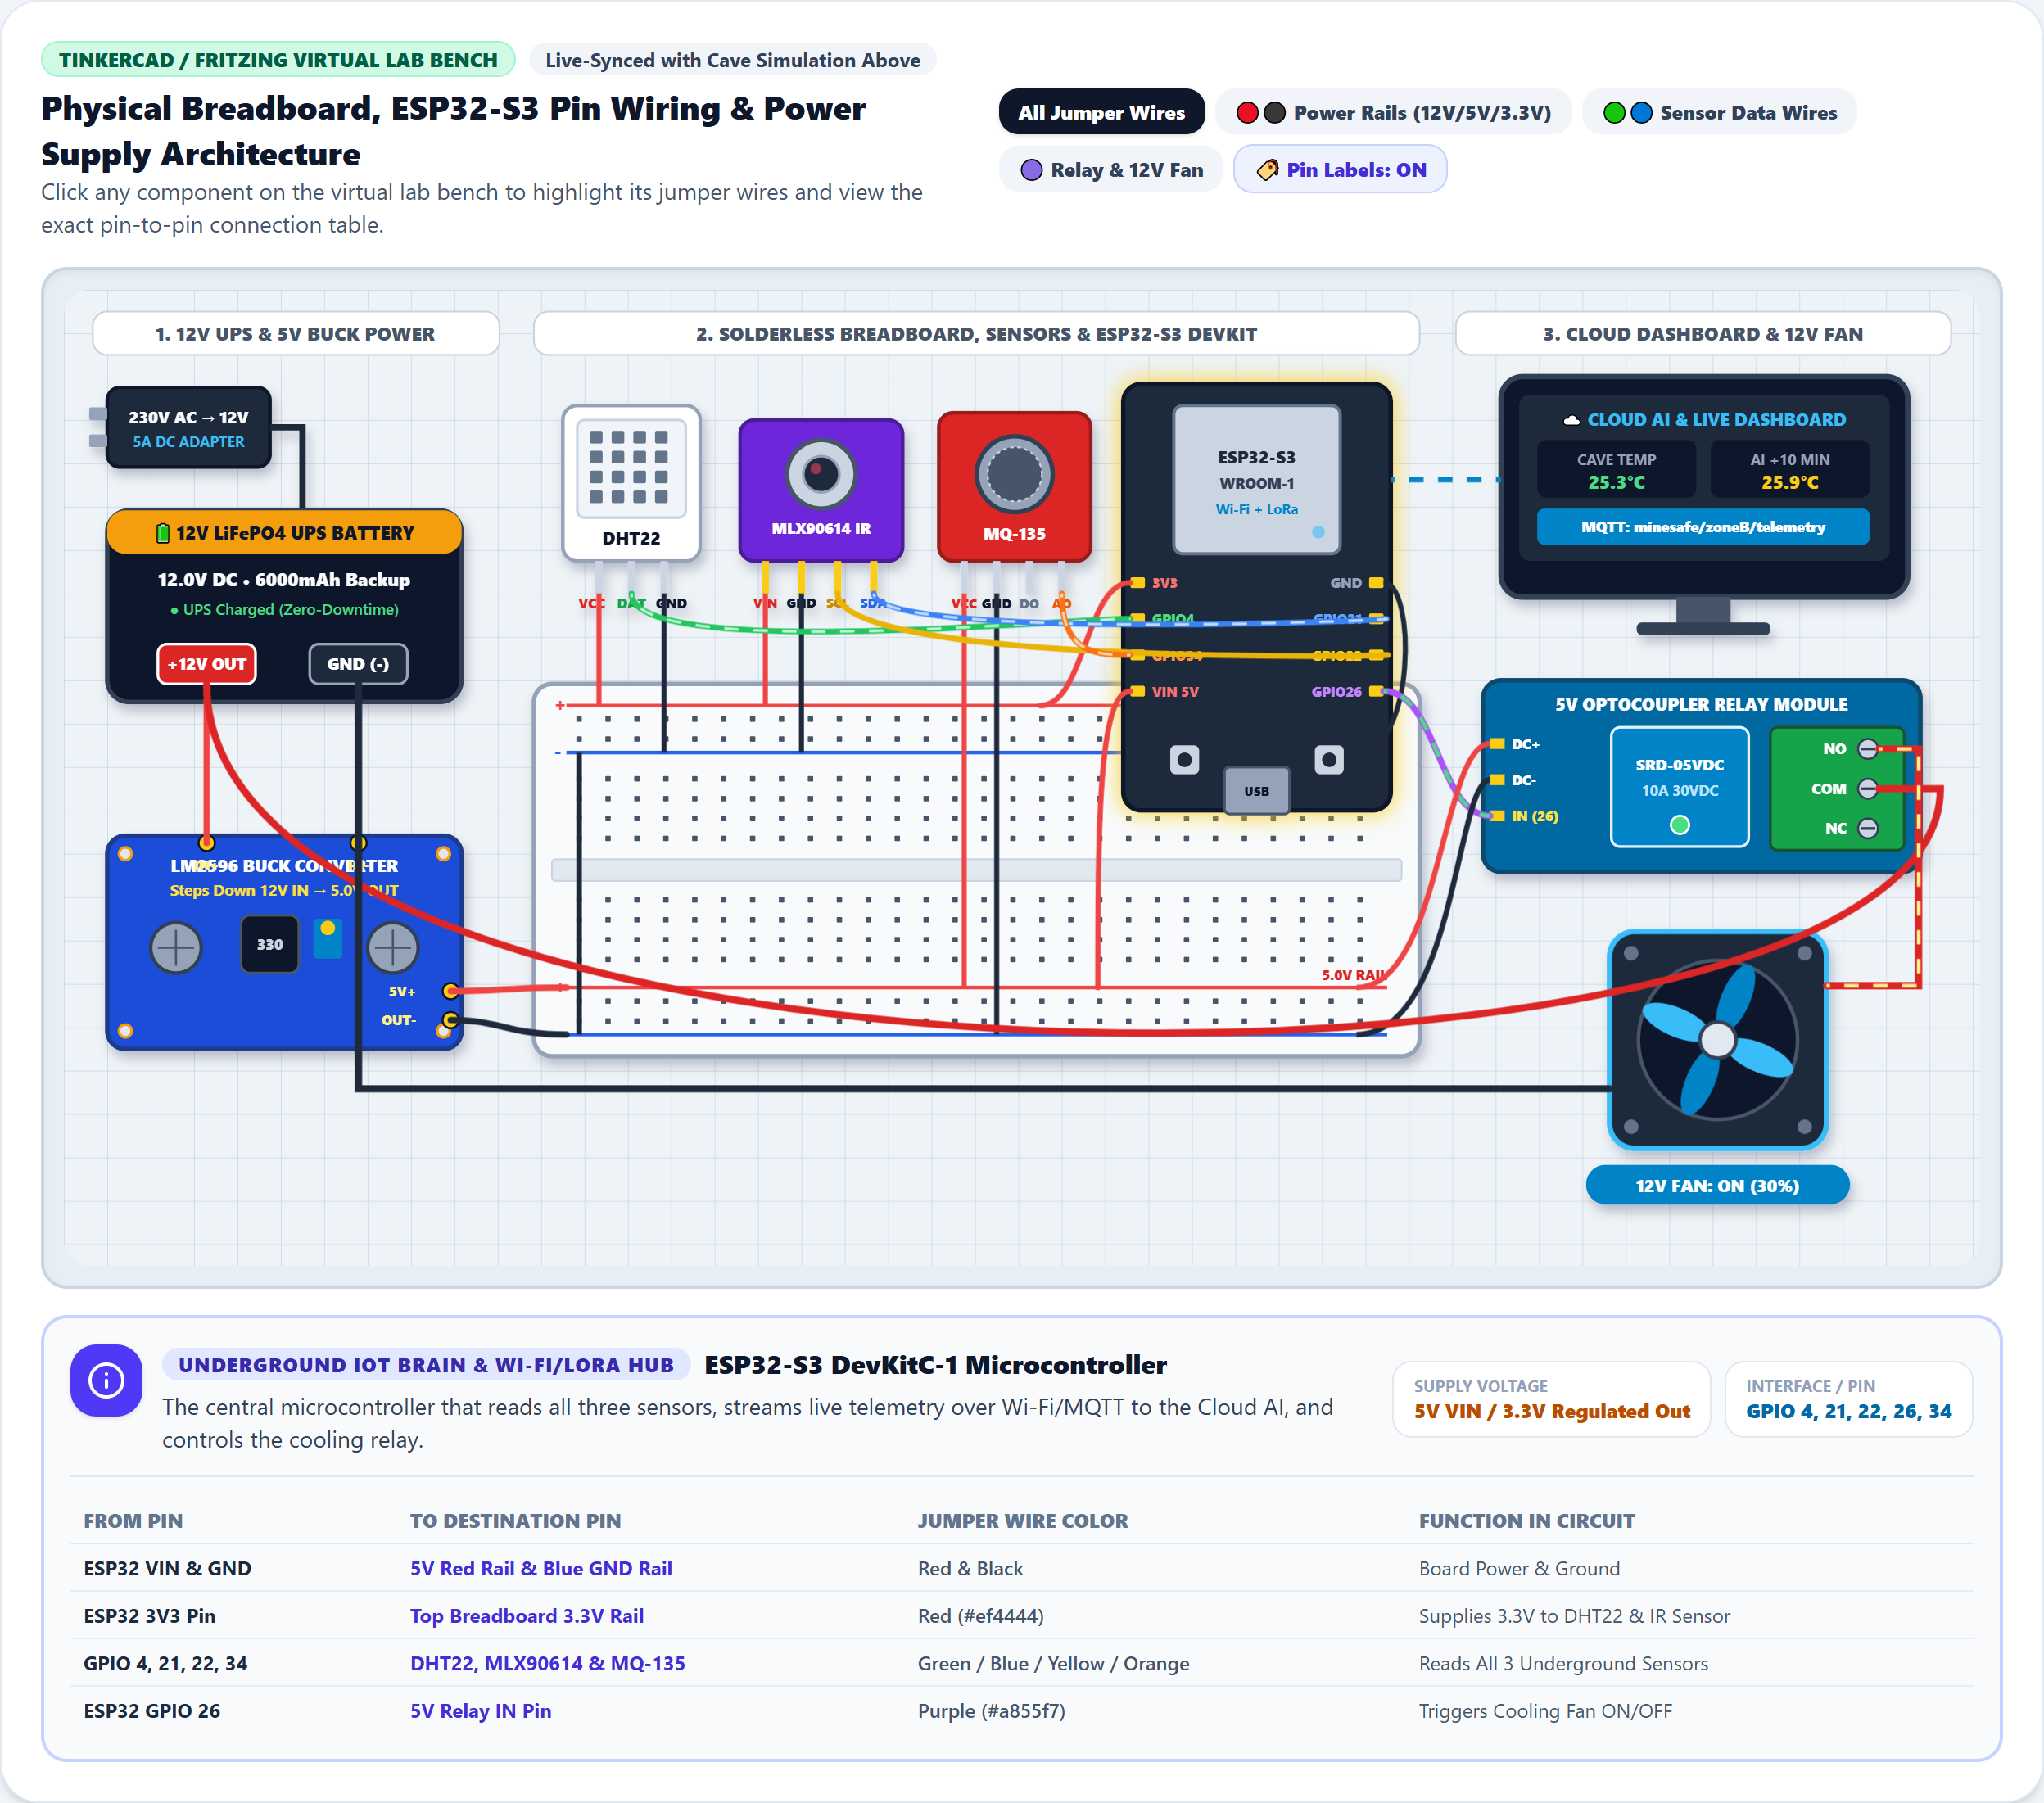 TINKERCAD / FRITZING VIRTUAL LAB BENCH
Live-Synced with Cave Simulation Above
Physical Breadboard, ESP32-S3 Pin Wiring & Power
Supply Architecture
Click any component on the virtual lab bench to highlight its jumper wires and view the
exact pin-to-pin connection table.
All Jumper Wires
Power Rails (12V/5V/3.3V)
Sensor Data Wires
Relay & 12V Fan
Pin Labels: ON
1. 12V UPS & 5V BUCK POWER
2. SOLDERLESS BREADBOARD, SENSORS & ESP32-S3 DEVKIT
3. CLOUD DASHBOARD & 12V FAN
230V AC → 12V
5A DC ADAPTER
12V LiFePO4 UPS BATTERY
12.0V DC • 6000mAh Backup
● UPS Charged (Zero-Downtime)
+12V OUT
GND (-)
LM2596 BUCK CONVERTER
Steps Down 12V IN → 5.0V OUT
330
5V+
OUT-
DHT22
VCC
DAT
GND
MLX90614 IR
VIN
GND
SCL
SDA
MQ-135
VCC
GND
DO
AO
ESP32-S3
WROOM-1
Wi-Fi + LoRa
3V3
GND
GPIO4
GPIO21
GPIO34
GPIO22
VIN 5V
GPIO26
USB
+
-
5.0V RAIL
CLOUD AI & LIVE DASHBOARD
CAVE TEMP
25.3°C
AI +10 MIN
25.9°C
MQTT: minesafe/zoneB/telemetry
5V OPTOCOUPLER RELAY MODULE
DC+
DC-
IN (26)
SRD-05VDC
10A 30VDC
NO
COM
NC
12V FAN: ON (30%)
UNDERGROUND IOT BRAIN & WI-FI/LORA HUB
ESP32-S3 DevKitC-1 Microcontroller
The central microcontroller that reads all three sensors, streams live telemetry over Wi-Fi/MQTT to the Cloud AI, and
controls the cooling relay.
SUPPLY VOLTAGE
5V VIN / 3.3V Regulated Out
INTERFACE / PIN
GPIO 4, 21, 22, 26, 34
FROM PIN TO DESTINATION PIN JUMPER WIRE COLOR FUNCTION IN CIRCUIT
ESP32 VIN & GND 5V Red Rail & Blue GND Rail Red & Black Board Power & Ground
ESP32 3V3 Pin Top Breadboard 3.3V Rail Red (#ef4444) Supplies 3.3V to DHT22 & IR Sensor
GPIO 4, 21, 22, 34 DHT22, MLX90614 & MQ-135 Green / Blue / Yellow / Orange Reads All 3 Underground Sensors
ESP32 GPIO 26 5V Relay IN Pin Purple (#a855f7) Triggers Cooling Fan ON/OFF